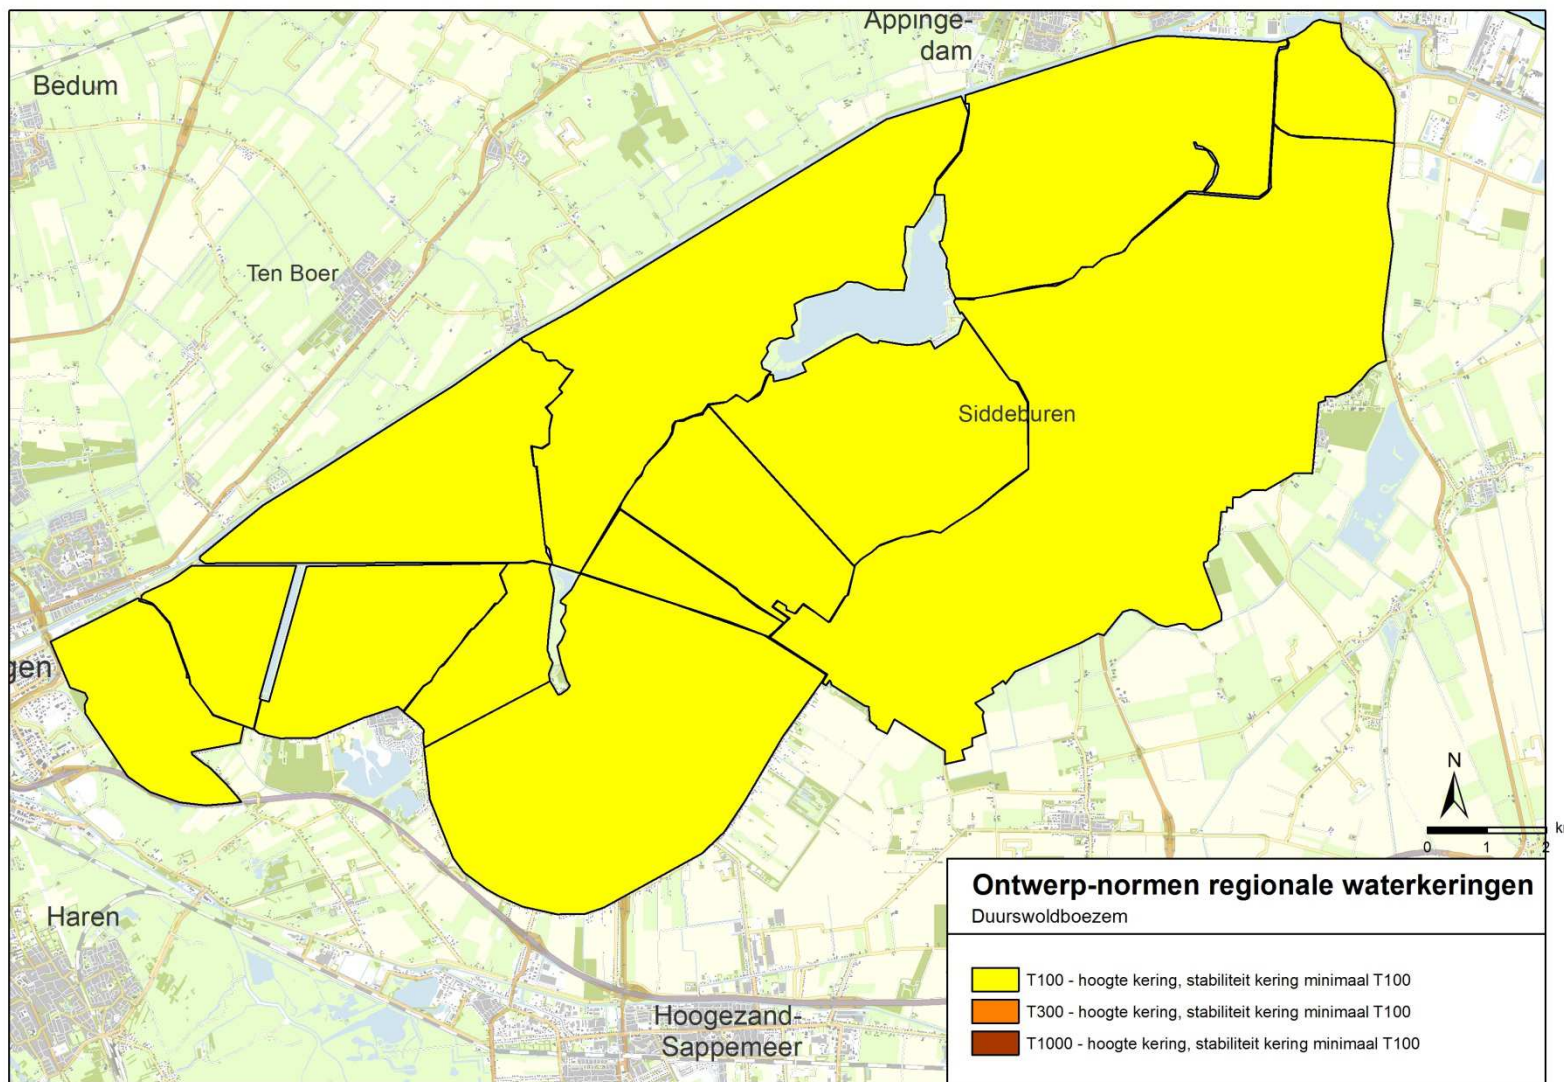 Appinge-
dam
Bedum
Ten Boer
Siddeburen
gen
Haren
Hoogezand-
Sappemeer
N
0 1 2
Ontwerp-normen regionale waterkeringen
Duurswoldboezem
T100 - hoogte kering, stabiliteit kering minimaal T100
T300 - hoogte kering, stabiliteit kering minimaal T100
T1000 - hoogte kering, stabiliteit kering minimaal T100